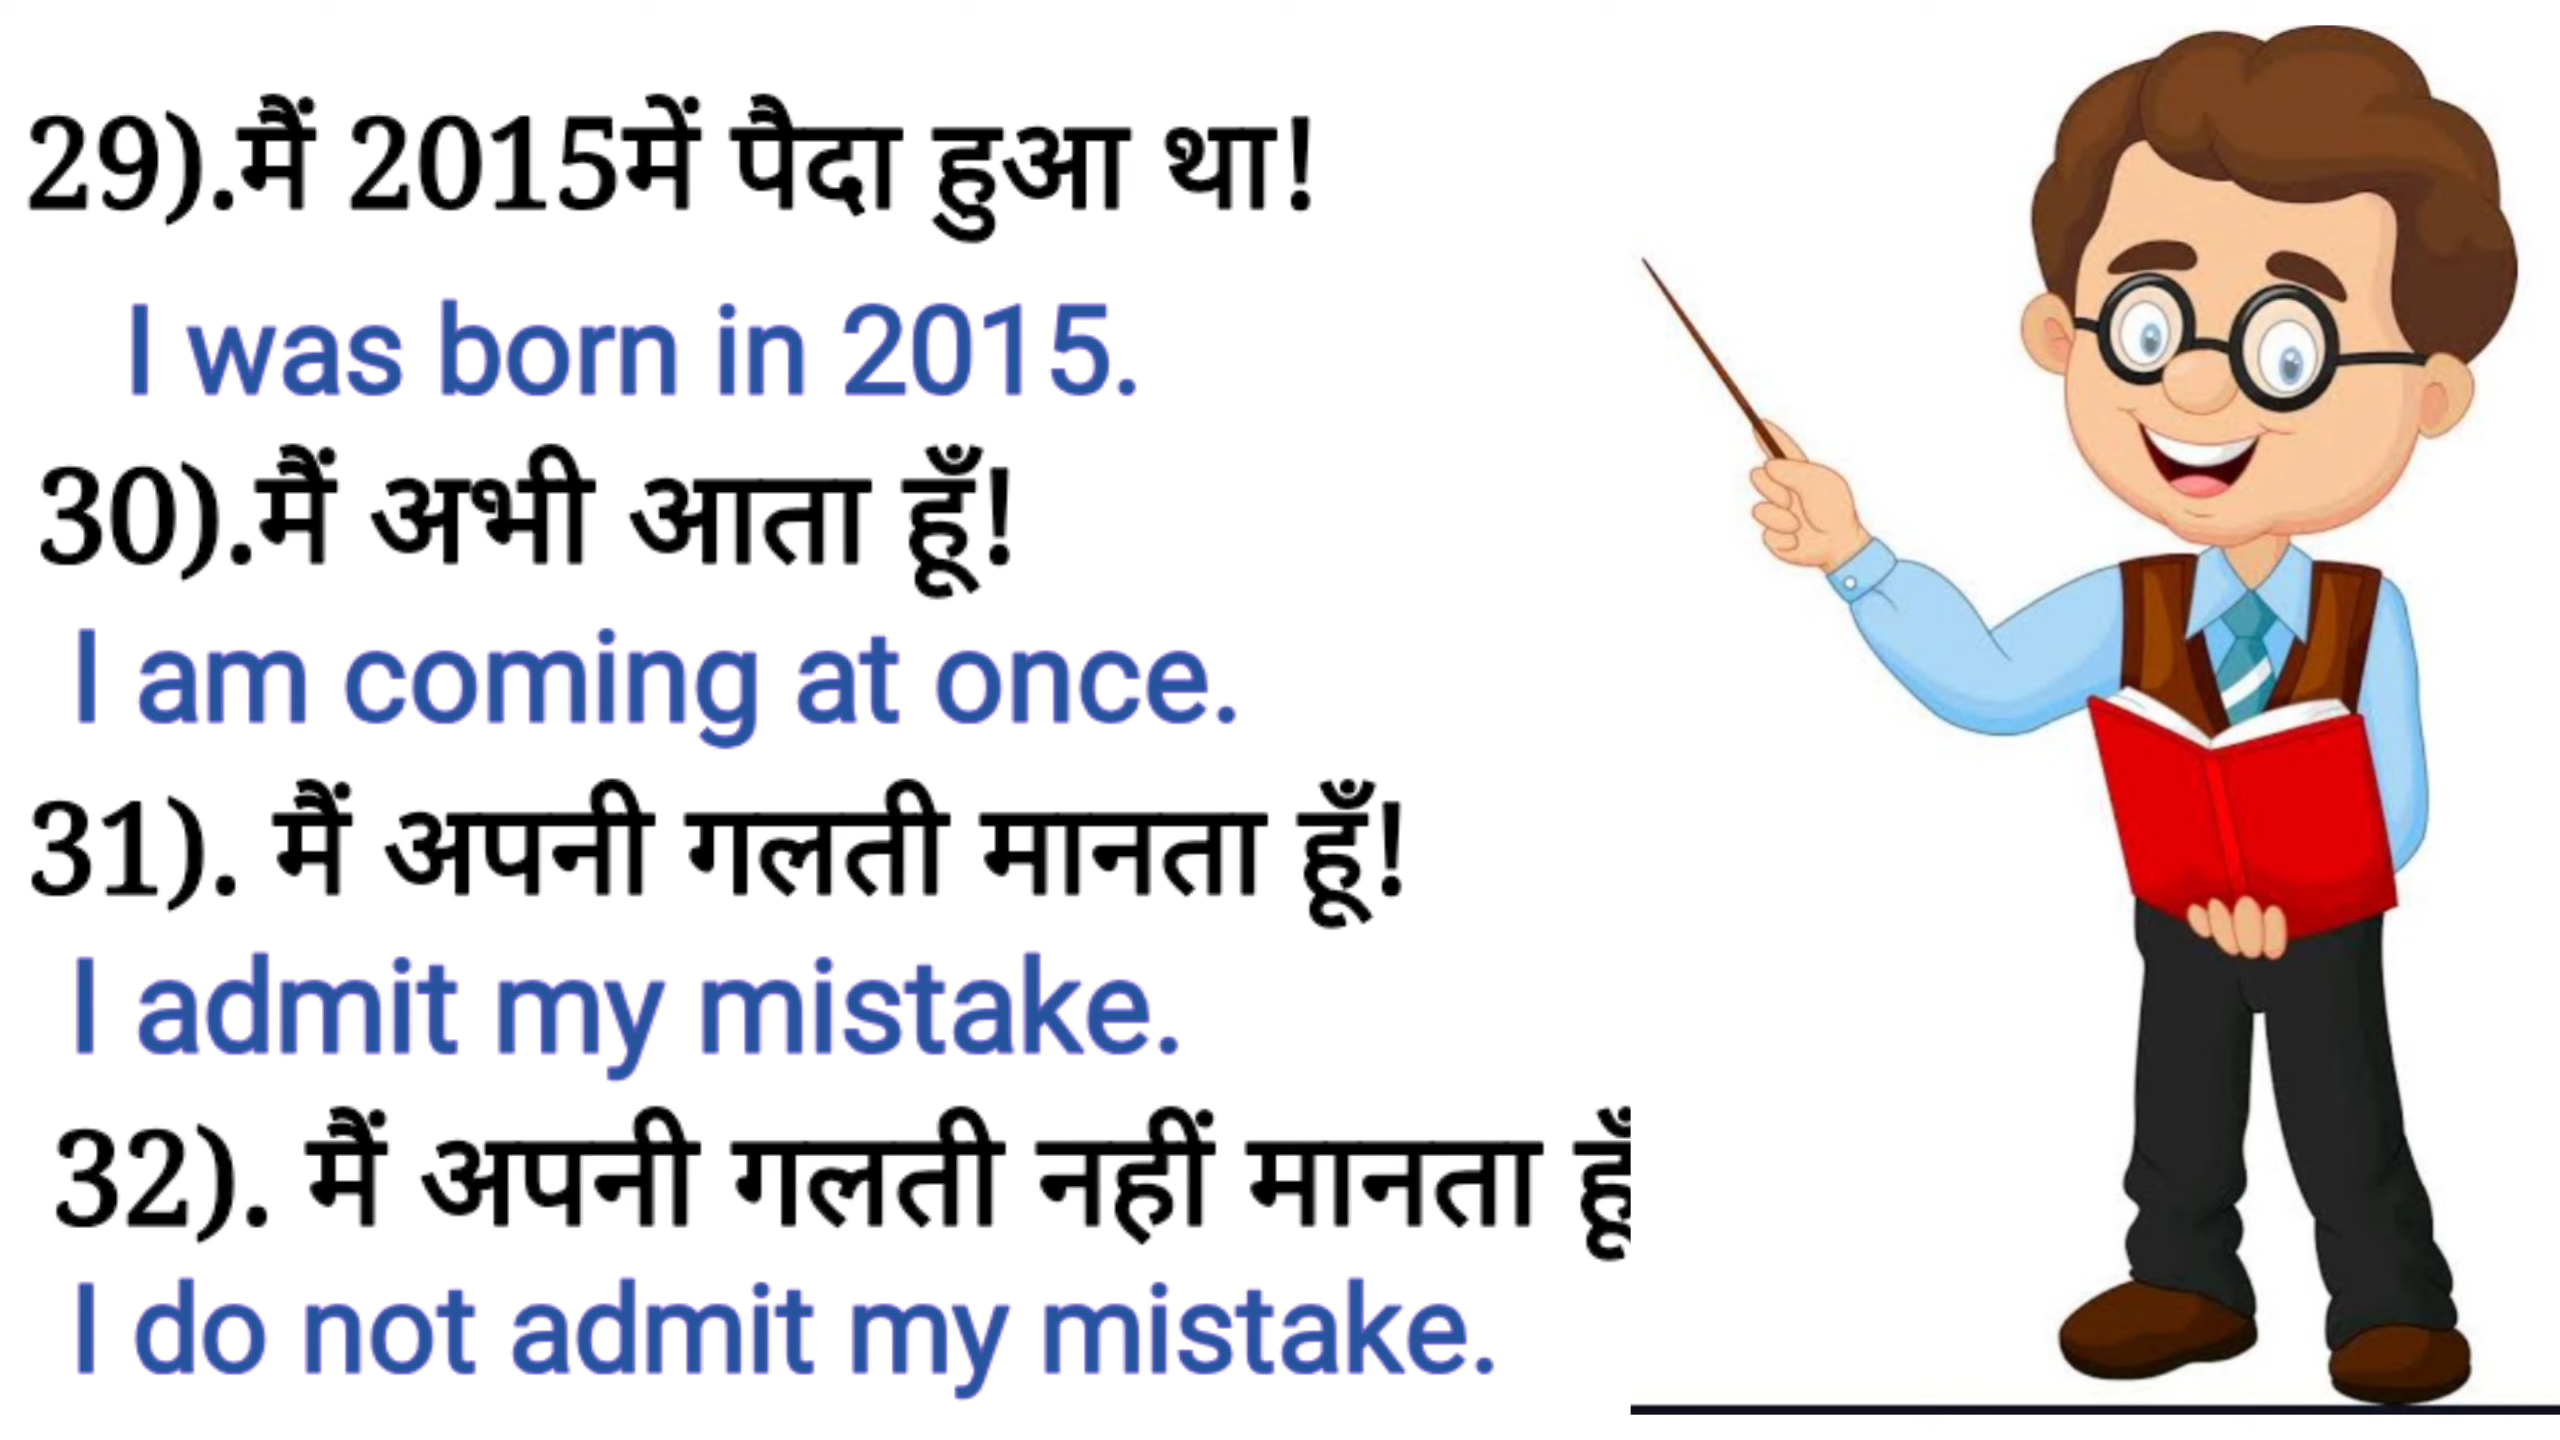 29).मैं 2015में पैदा हुआ था!
I was born in 2015.
30).मैं अभी आता हूँ!
I am coming at once.
31). मैं अपनी गलती मानता हूँ!
I admit my mistake.
32). मैं अपनी गलती नहीं मानता हूँ
I do not admit my mistake.